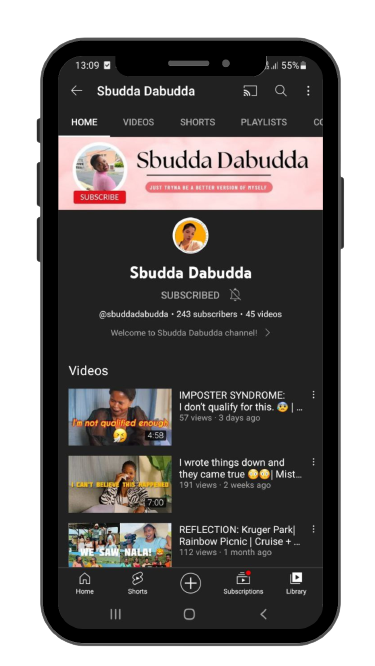 13:09
55%
Sbudda Dabudda
HOME VIDEOS SHORTS PLAYLISTS
Sbudda Dabudda
JUST TRYNA BE A BETTER VERSION OF MYSELF
SUBSCRIBE
Sbudda Dabudda
SUBSCRIBED
@sbuddadabudda • 243 subscribers • 45 videos
Welcome to Sbudda Dabudda channel!
Videos
I'm not qualified enough
4:58
IMPOSTER SYNDROME:
I don't qualify for this. 😰 | ...
57 views · 3 days ago
I CAN'T BELIEVE THIS HAPPENED
7:00
I wrote things down and
they came true 😳😳| Mist...
191 views · 2 weeks ago
WE SAW NALA!
REFLECTION: Kruger Park|
Rainbow Picnic | Cruise + ...
112 views · 1 month ago
Home Shorts Subscriptions Library